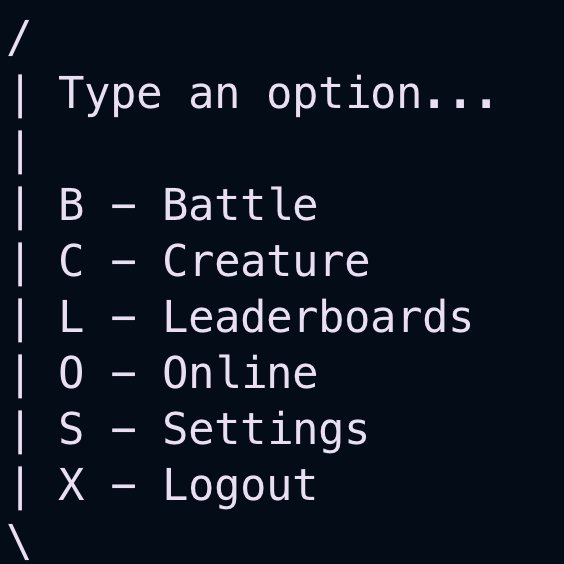 /
| Type an option...
|
| B – Battle
| C – Creature
| L – Leaderboards
| O – Online
| S – Settings
| X – Logout
\